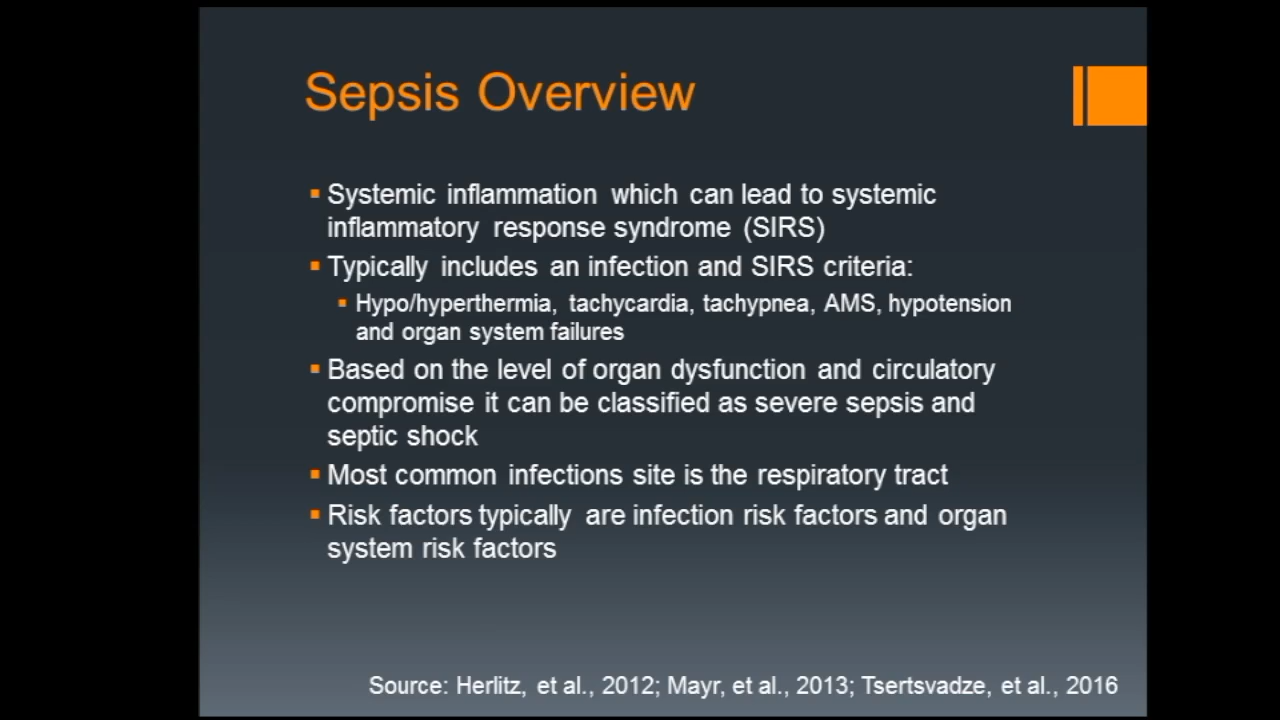 Sepsis Overview
Systemic inflammation which can lead to systemic
inflammatory response syndrome (SIRS)
Typically includes an infection and SIRS criteria:
Hypo/hyperthermia, tachycardia, tachypnea, AMS, hypotension
and organ system failures
Based on the level of organ dysfunction and circulatory
compromise it can be classified as severe sepsis and
septic shock
Most common infections site is the respiratory tract
Risk factors typically are infection risk factors and organ
system risk factors
Source: Herlitz, et al., 2012; Mayr, et al., 2013; Tsertsvadze, et al., 2016